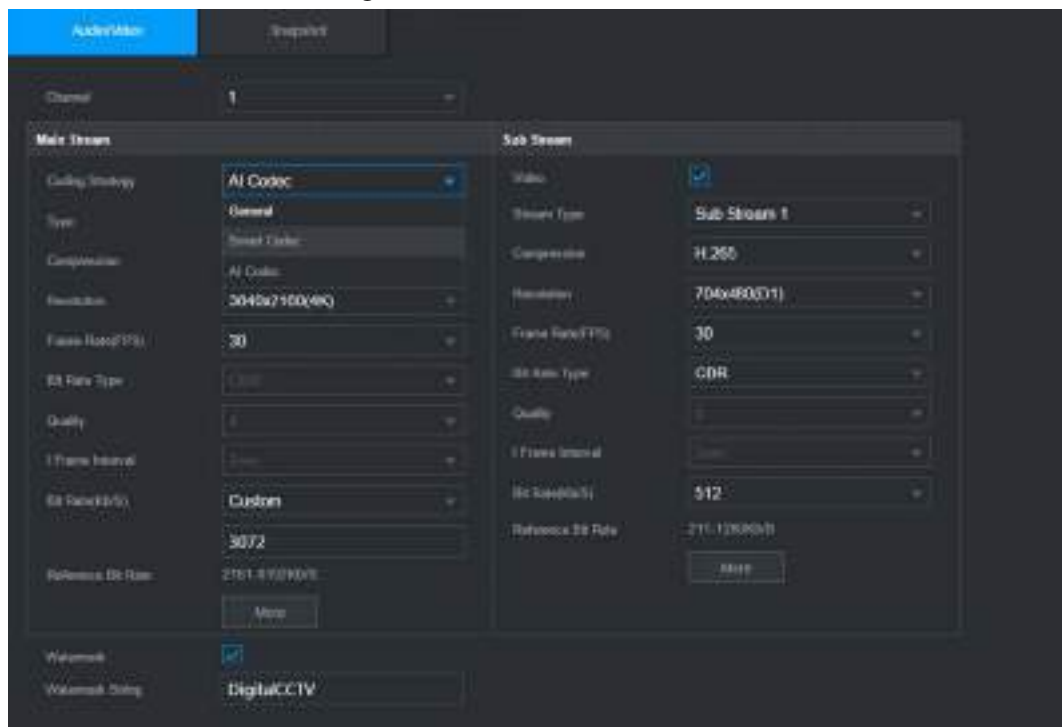 Audio/Video Snapshot
Channel 1
Main Stream
Coding Strategy AI Codec
General
Type
Smart Codec
Compression
AI Codec
Resolution 3840x2160(4K)
Frame Rate(FPS) 30
Bit Rate Type
Quality
I Frame Interval
Bit Rate(Kb/S) Custom
3072
Reference Bit Rate
More
Sub Stream
Video
Stream Type Sub Stream 1
Compression H.265
Resolution 704x480(D1)
Frame Rate(FPS) 30
Bit Rate Type CBR
Quality
I Frame Interval
Bit Rate(Kb/S) 512
Reference Bit Rate
More
Watermark
Watermark String DigitalCCTV